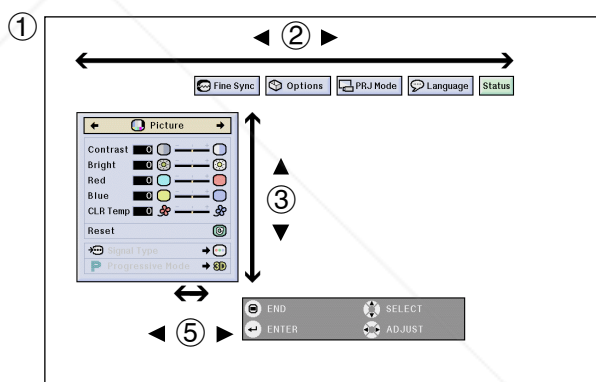 ①
◄ ② ►
Fine Sync Options PRJ Mode Language Status
Picture
Contrast 0
Bright 0
Red 0
Blue 0
CLR Temp 0
Reset
Signal Type
P Progressive Mode 3D
▲
③
▼
◄ ⑤ ►
END SELECT
ENTER ADJUST